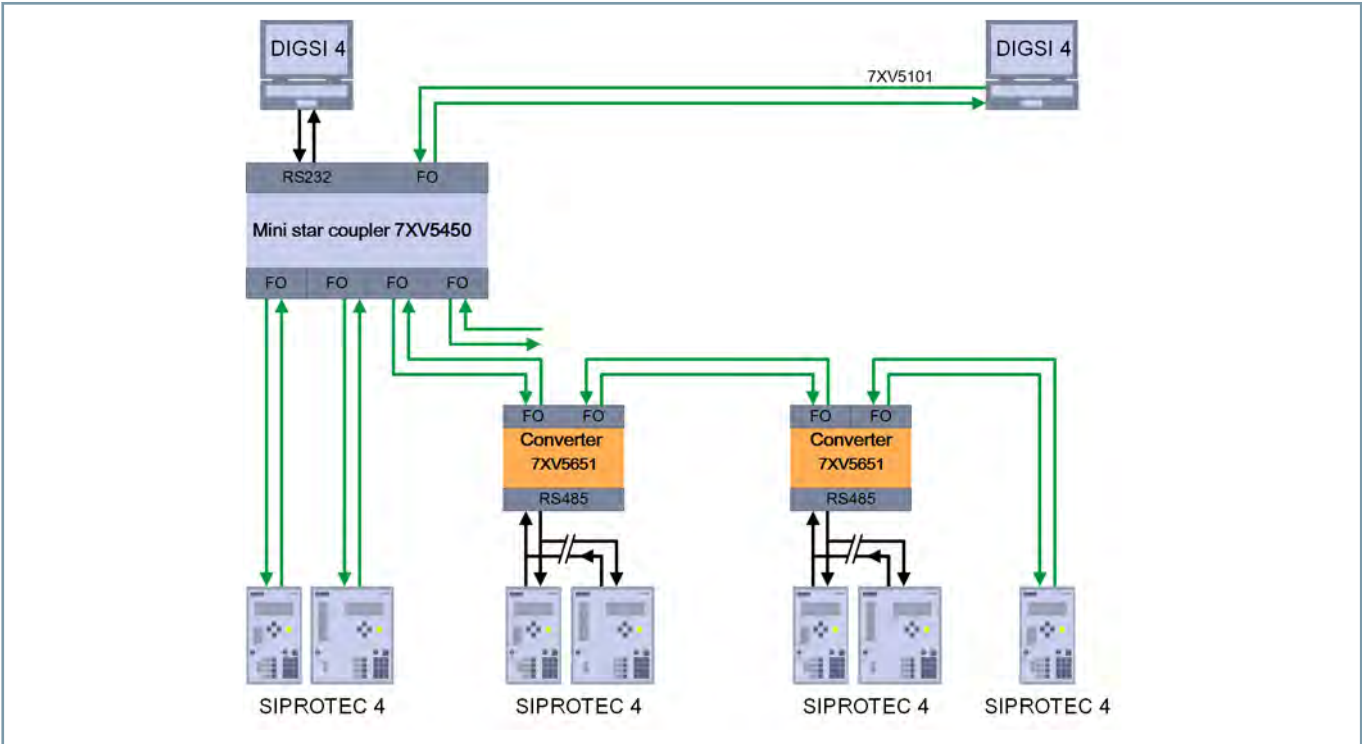 DIGSI 4
DIGSI 4
7XV5101
RS232
FO
Mini star coupler 7XV5450
FO
FO
FO
FO
FO
FO
Converter
7XV5651
RS485
FO
FO
Converter
7XV5651
RS485
SIPROTEC 4
SIPROTEC 4
SIPROTEC 4
SIPROTEC 4